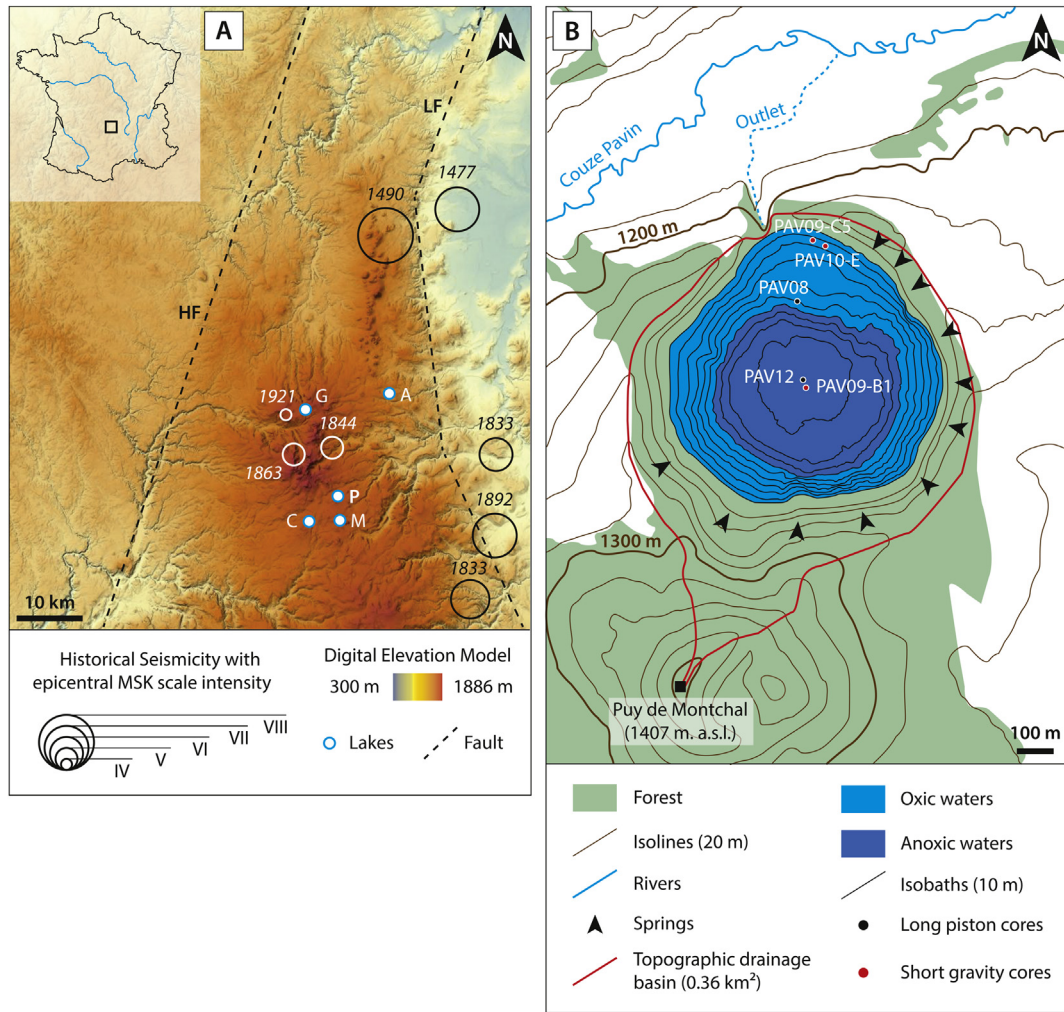 A
N
LF
1477
1490
HF
1921
G
A
1844
1833
1863
P
1892
C
M
1833
10 km
Historical Seismicity with
epicentral MSK scale intensity
VIII
VII
VI
V
IV
Digital Elevation Model
300 m
1886 m
Lakes
Fault
B
N
Outlet
Couze Pavin
1200 m
PAV09-C5
PAV10-E
PAV08
PAV12
PAV09-B1
1300 m
Puy de Montchal
(1407 m. a.s.l.)
100 m
Forest
Oxic waters
Isolines (20 m)
Anoxic waters
Rivers
Isobaths (10 m)
Springs
Long piston cores
Topographic drainage
basin (0.36 km²)
Short gravity cores